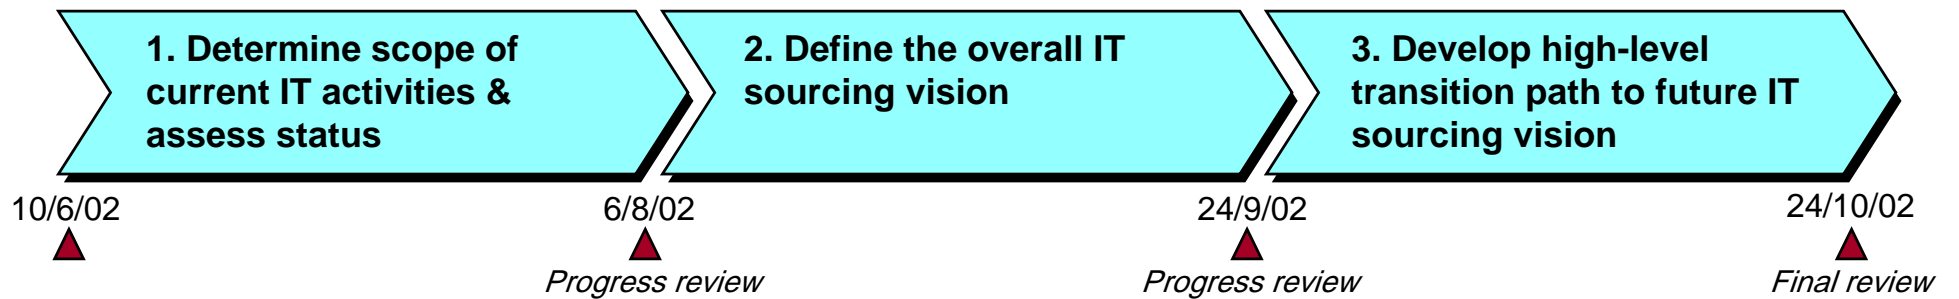 1. Determine scope of
current IT activities &
assess status
2. Define the overall IT
sourcing vision
3. Develop high-level
transition path to future IT
sourcing vision
10/6/02
6/8/02
24/9/02
24/10/02
Progress review
Progress review
Final review